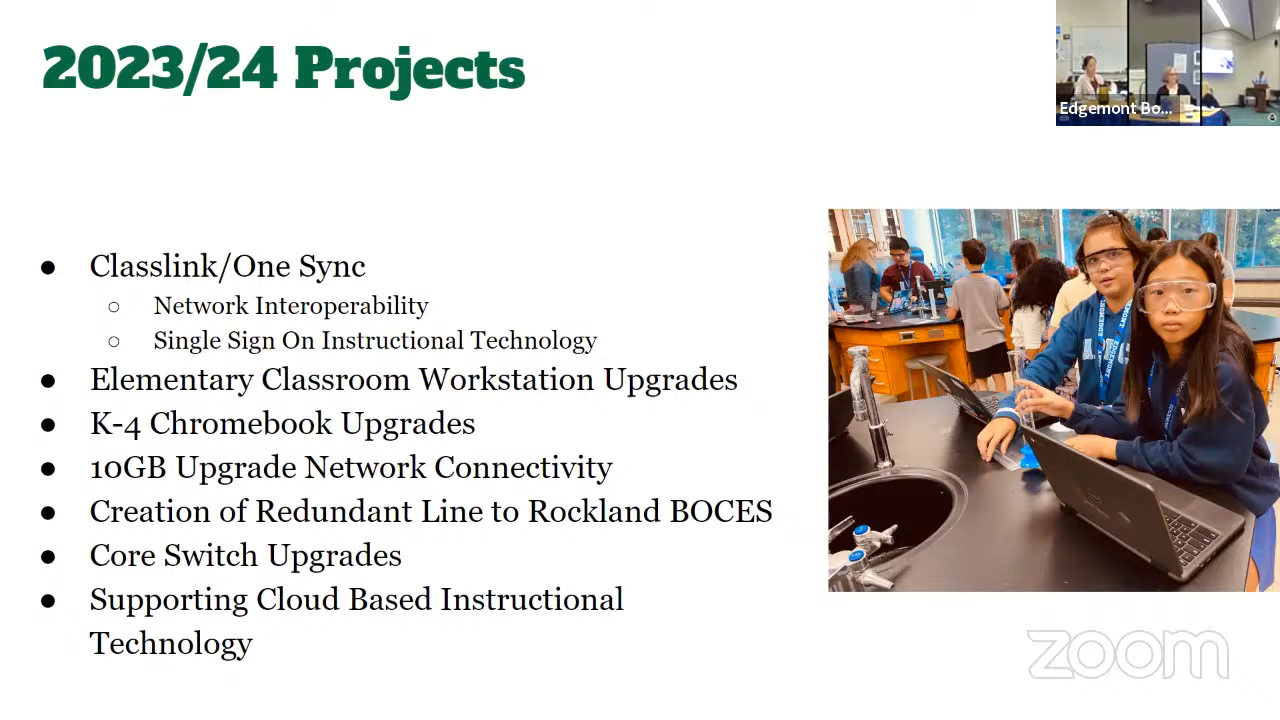 2023/24 Projects
Edgemont Bo...
● Classlink/One Sync
○ Network Interoperability
○ Single Sign On Instructional Technology
● Elementary Classroom Workstation Upgrades
● K-4 Chromebook Upgrades
● 10GB Upgrade Network Connectivity
● Creation of Redundant Line to Rockland BOCES
● Core Switch Upgrades
● Supporting Cloud Based Instructional
Technology
zoom